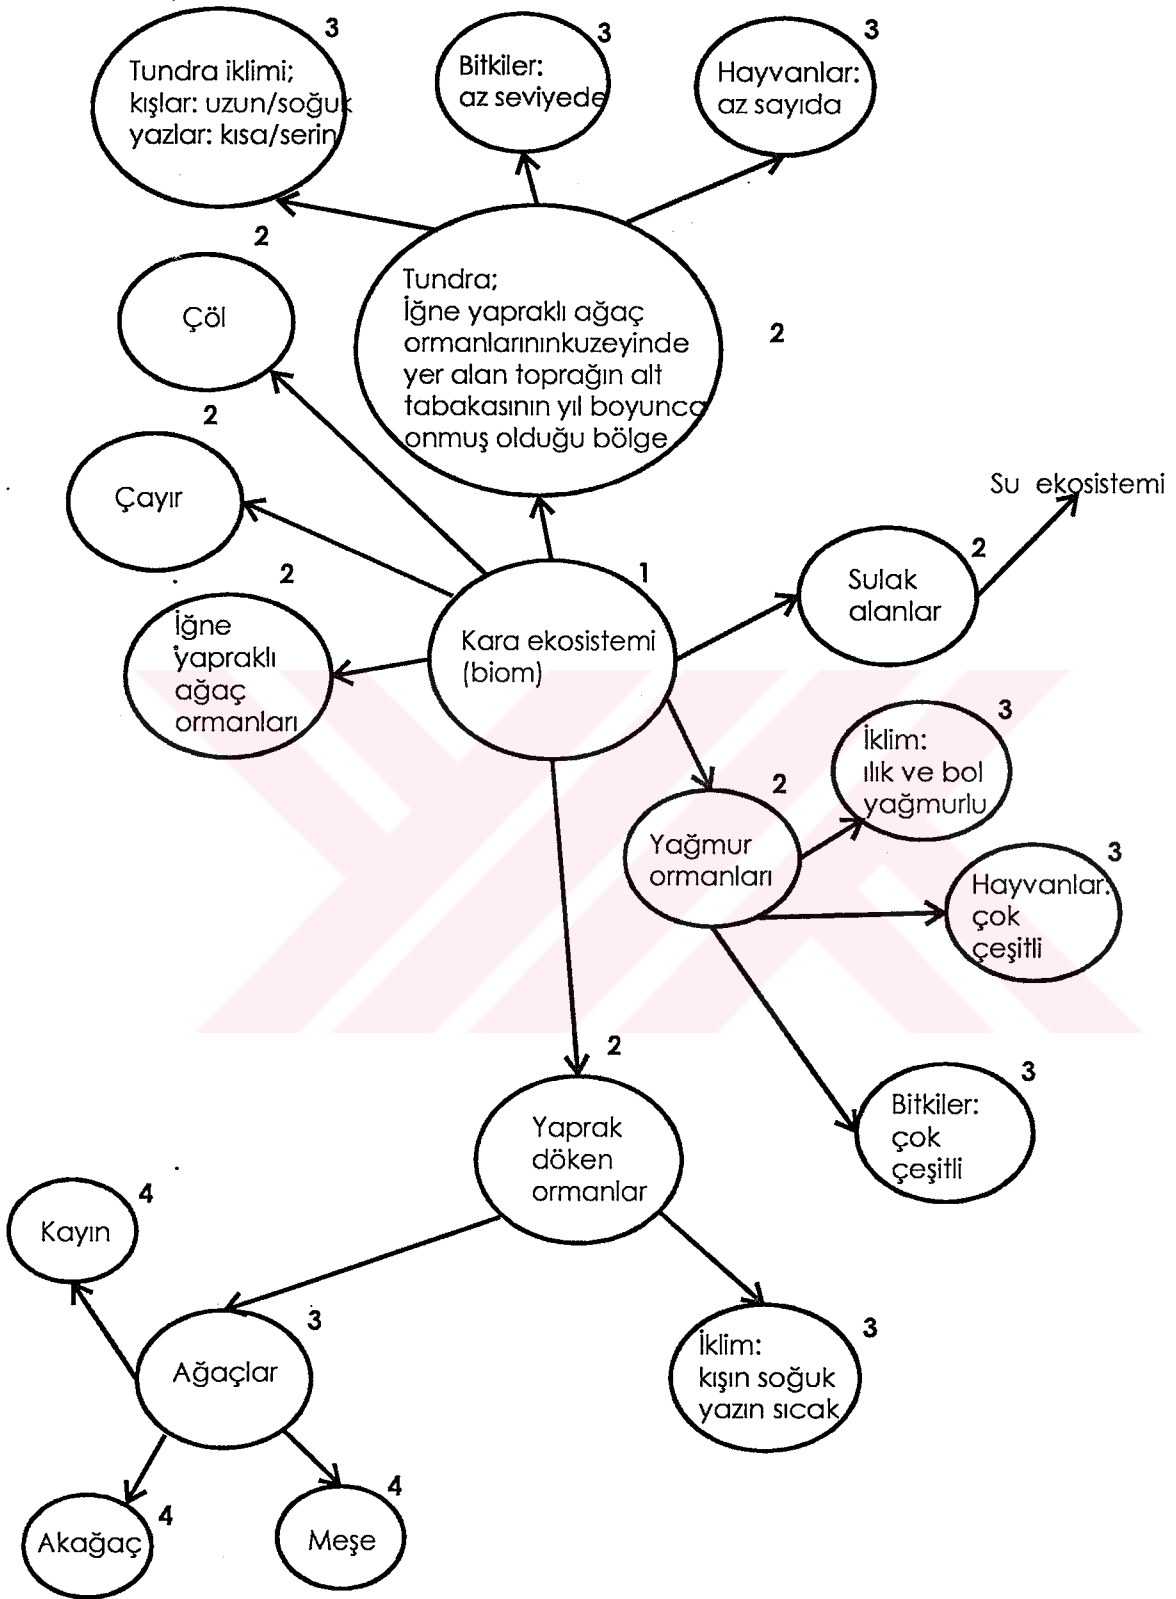 3
Tundra iklimi;
kışlar: uzun/soğuk
yazlar: kısa/serin
3
Bitkiler:
az seviyede
3
Hayvanlar:
az sayıda
2
Çöl
Tundra;
İğne yapraklı ağaç
ormanlarınınkuzeyinde
yer alan toprağın alt
tabakasının yıl boyunca
onmuş olduğu bölge
2
2
Çayır
Su ekosistemi
2
Sulak
alanlar
2
İğne
yapraklı
ağaç
ormanları
1
Kara ekosistemi
(biom)
3
İklim:
ılık ve bol
yağmurlu
2
Yağmur
ormanları
3
Hayvanlar:
çok
çeşitli
3
Bitkiler:
çok
çeşitli
2
Yaprak
döken
ormanlar
4
Kayın
3
Ağaçlar
3
İklim:
kışın soğuk
yazın sıcak
4
Akağaç
4
Meşe